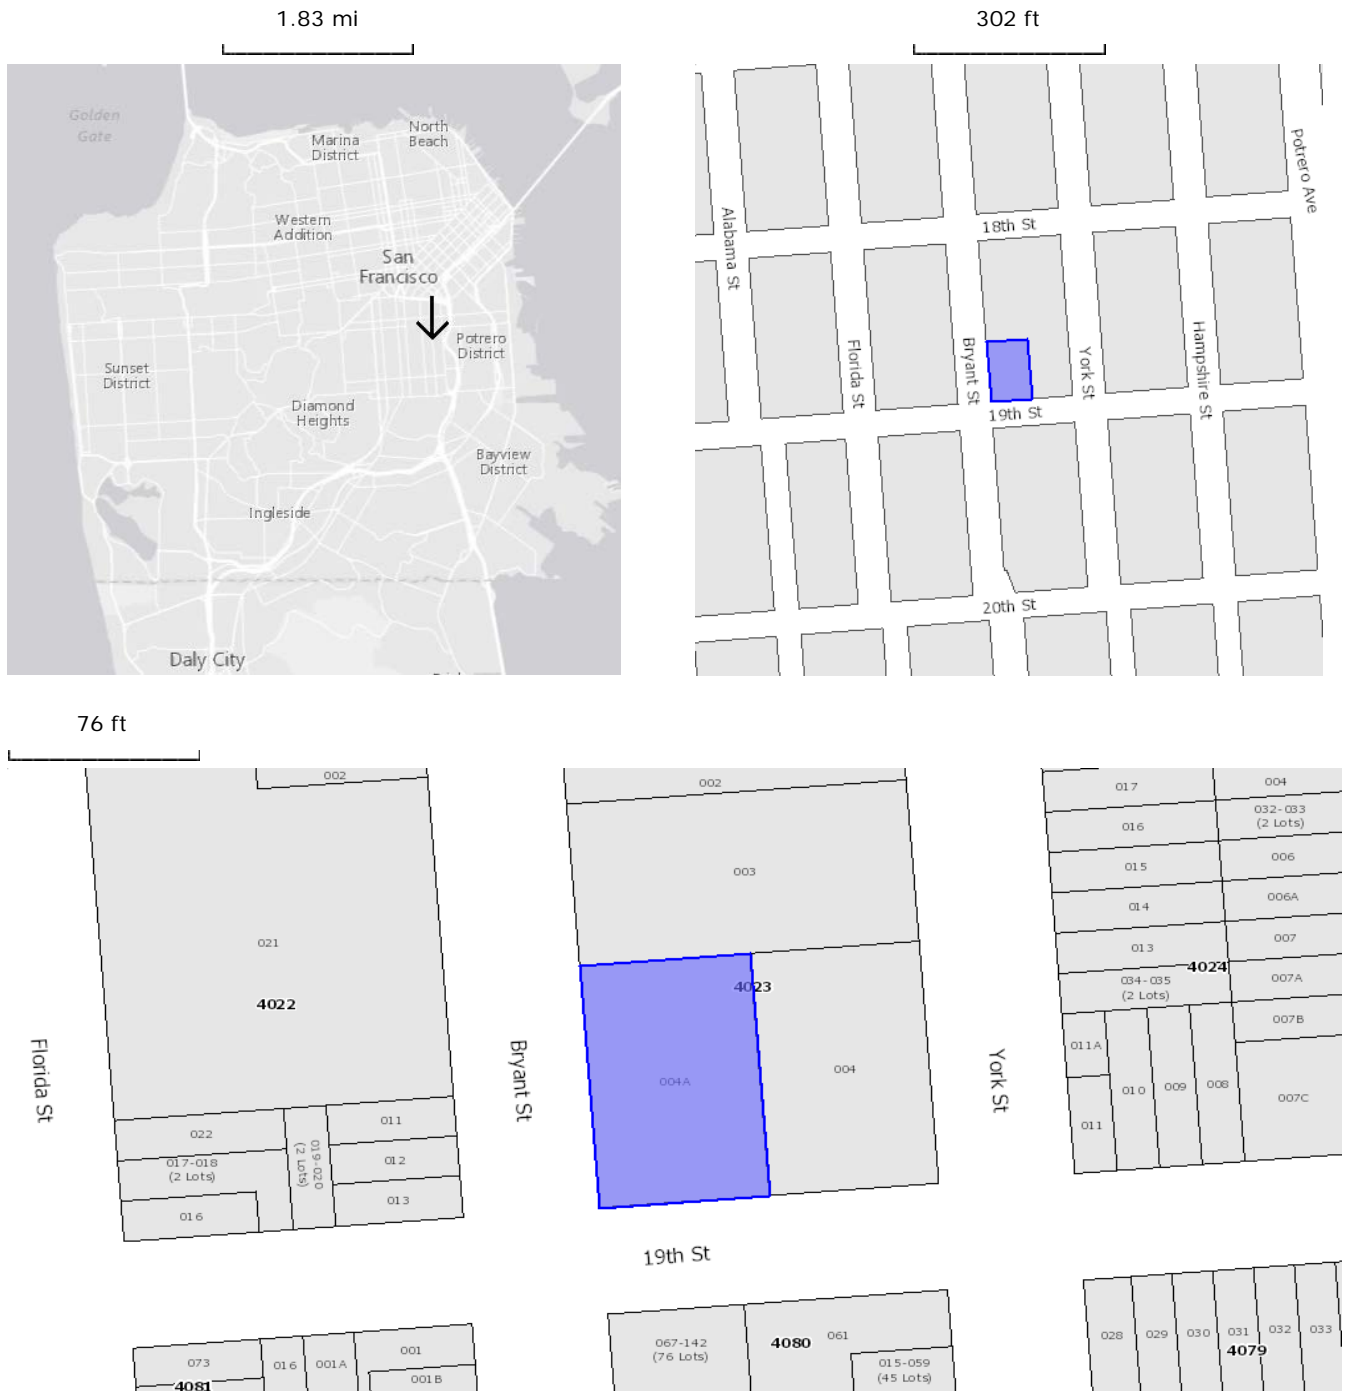 1.83 mi
302 ft
Golden
Gate
Marina
District
North
Beach
Western
Addition
San
Francisco
Potrero
District
Sunset
District
Diamond
Heights
Bayview
District
Ingleside
Daly City
Potrero Ave
Alabama St
18th St
Florida St
Bryant St
York St
Hampshire St
19th St
20th St
76 ft
002
002
017
004
016
032-033
(2 Lots)
003
015
006
014
006A
021
013
007
4022
4023
4024
034-035
(2 Lots)
007A
007B
Florida St
Bryant St
York St
011A
004A
004
010
009
008
007C
011
022
019-020
(2 Lots)
011
017-018
(2 Lots)
012
016
013
19th St
073
016
001A
001
001B
4081
067-142
(76 Lots)
4080
061
015-059
(45 Lots)
028
029
030
031
032
033
4079